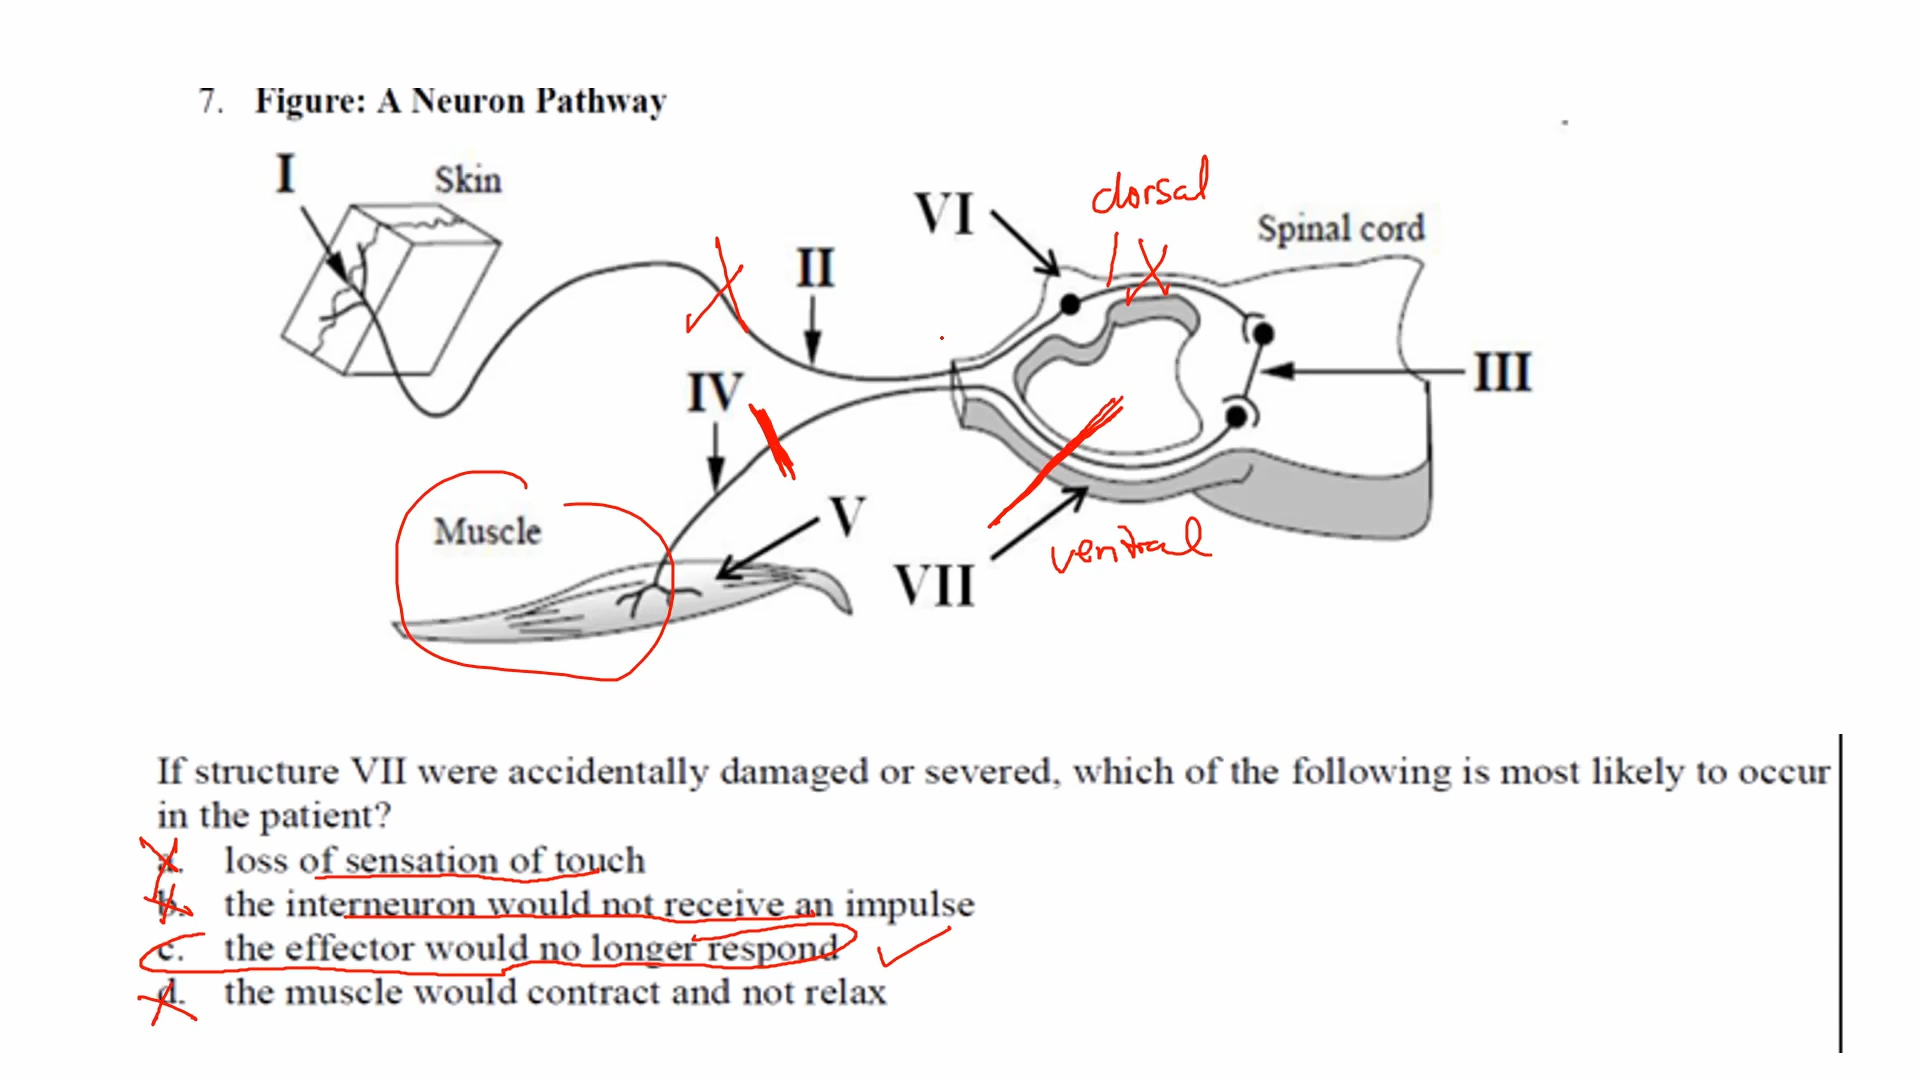 7. Figure: A Neuron Pathway
I
Skin
VI
dorsal
Spinal cord
II
III
IV
V
Muscle
VII
ventral
If structure VII were accidentally damaged or severed, which of the following is most likely to occur
in the patient?
a. loss of sensation of touch
b. the interneuron would not receive an impulse
c. the effector would no longer respond
d. the muscle would contract and not relax